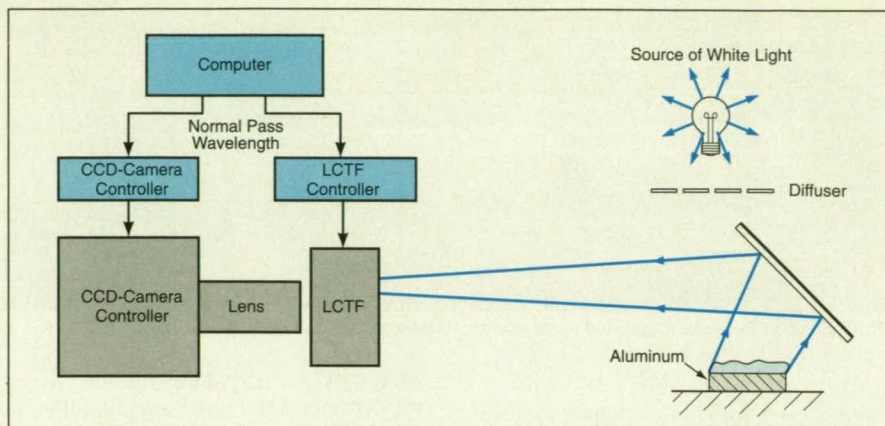 Computer
Source of White Light
Normal Pass
Wavelength
CCD-Camera
Controller
LCTF
Controller
Diffuser
CCD-Camera
Controller
Lens
LCTF
Aluminum